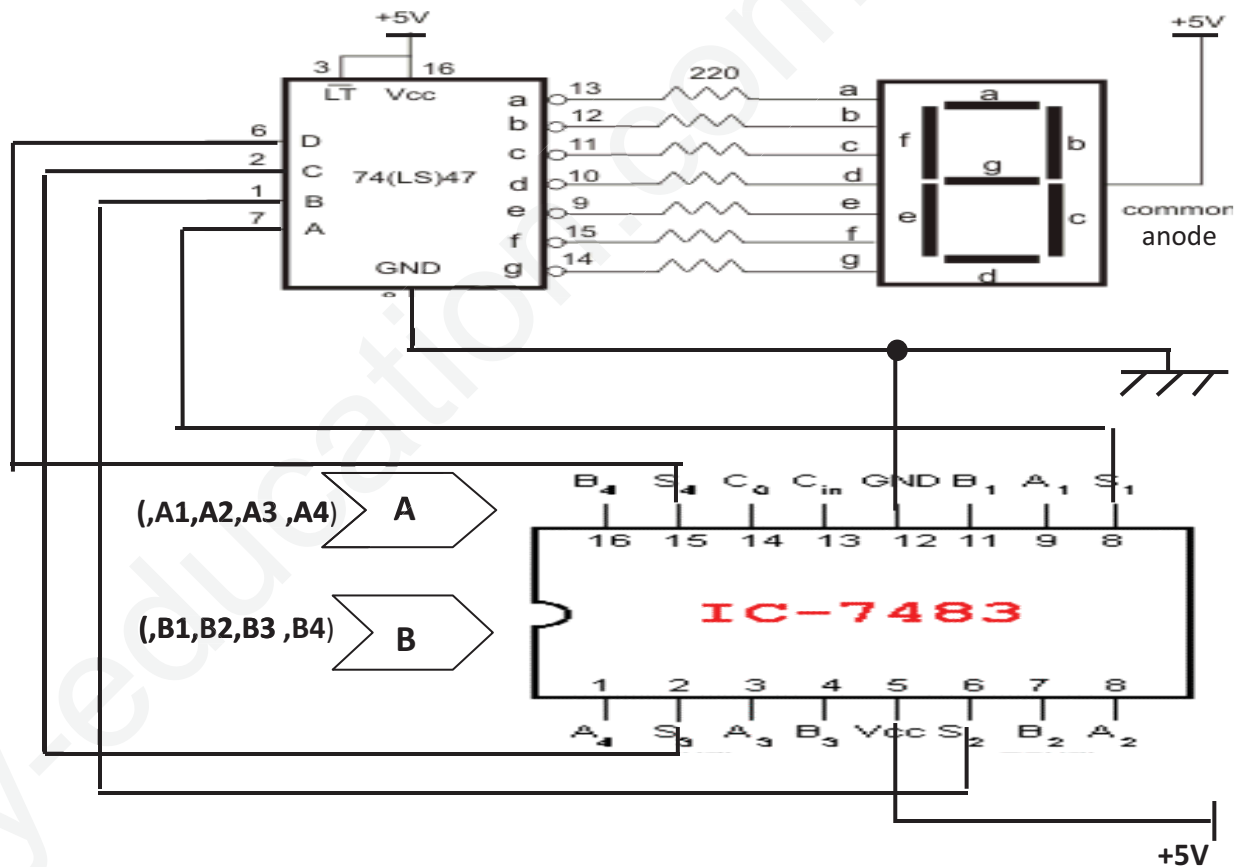 +5V +5V
3 16 220
LT Vcc
a 13 a
b 12 b
c 11 c
d 10 d
e 9 e
f 15 f
g 14 g
6 D
2 C
1 B
7 A
74(LS)47
GND
a
f b
g
e c
d
common
anode
B4 S4 C0 Cin GND B1 A1 S1
(,A1,A2,A3 ,A4) A
16 15 14 13 12 11 9 8
IC-7483
(,B1,B2,B3 ,B4) B
1 2 3 4 5 6 7 8
A4 S3 A3 B3 Vcc S2 B2 A2
+5V